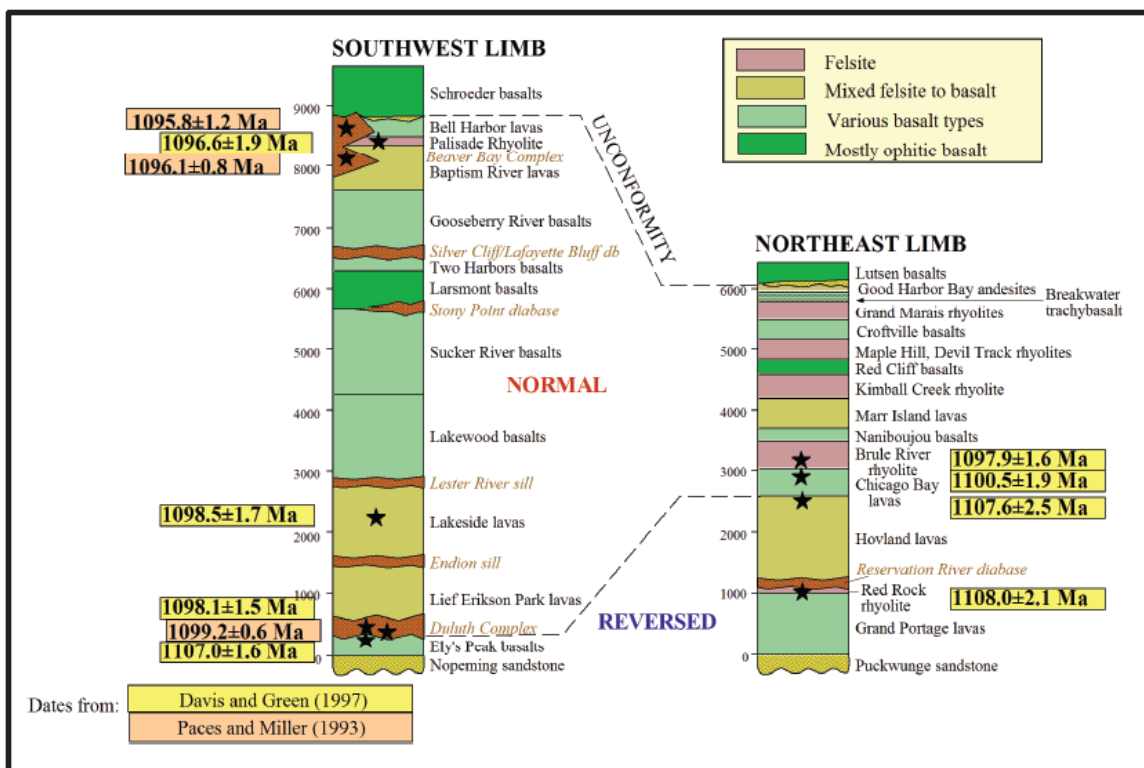 SOUTHWEST LIMB
9000
8000
7000
6000
5000
4000
3000
2000
1000
0
1095.8±1.2 Ma
1096.6±1.9 Ma
1096.1±0.8 Ma
1098.5±1.7 Ma
1098.1±1.5 Ma
1099.2±0.6 Ma
1107.0±1.6 Ma
Schroeder basalts
Bell Harbor lavas
Palisade Rhyolite
Beaver Bay Complex
Baptism River lavas
Gooseberry River basalts
Silver Cliff/Lafayette Bluff db
Two Harbors basalts
Larsmont basalts
Stony Point diabase
Sucker River basalts
Lakewood basalts
Lester River sill
Lakeside lavas
Endion sill
Lief Erikson Park lavas
Duluth Complex
Ely's Peak basalts
Nopeming sandstone
Dates from:
Davis and Green (1997)
Paces and Miller (1993)
UNCONFORMITY
NORMAL
REVERSED
Felsite
Mixed felsite to basalt
Various basalt types
Mostly ophitic basalt
NORTHEAST LIMB
6000
5000
4000
3000
2000
1000
0
Lutsen basalts
Good Harbor Bay andesites
Breakwater
trachybasalt
Grand Marais rhyolites
Croftville basalts
Maple Hill, Devil Track rhyolites
Red Cliff basalts
Kimball Creek rhyolite
Marr Island lavas
Naniboujou basalts
Brule River
rhyolite
Chicago Bay
lavas
Hovland lavas
Reservation River diabase
Red Rock
rhyolite
Grand Portage lavas
Puckwunge sandstone
1097.9±1.6 Ma
1100.5±1.9 Ma
1107.6±2.5 Ma
1108.0±2.1 Ma